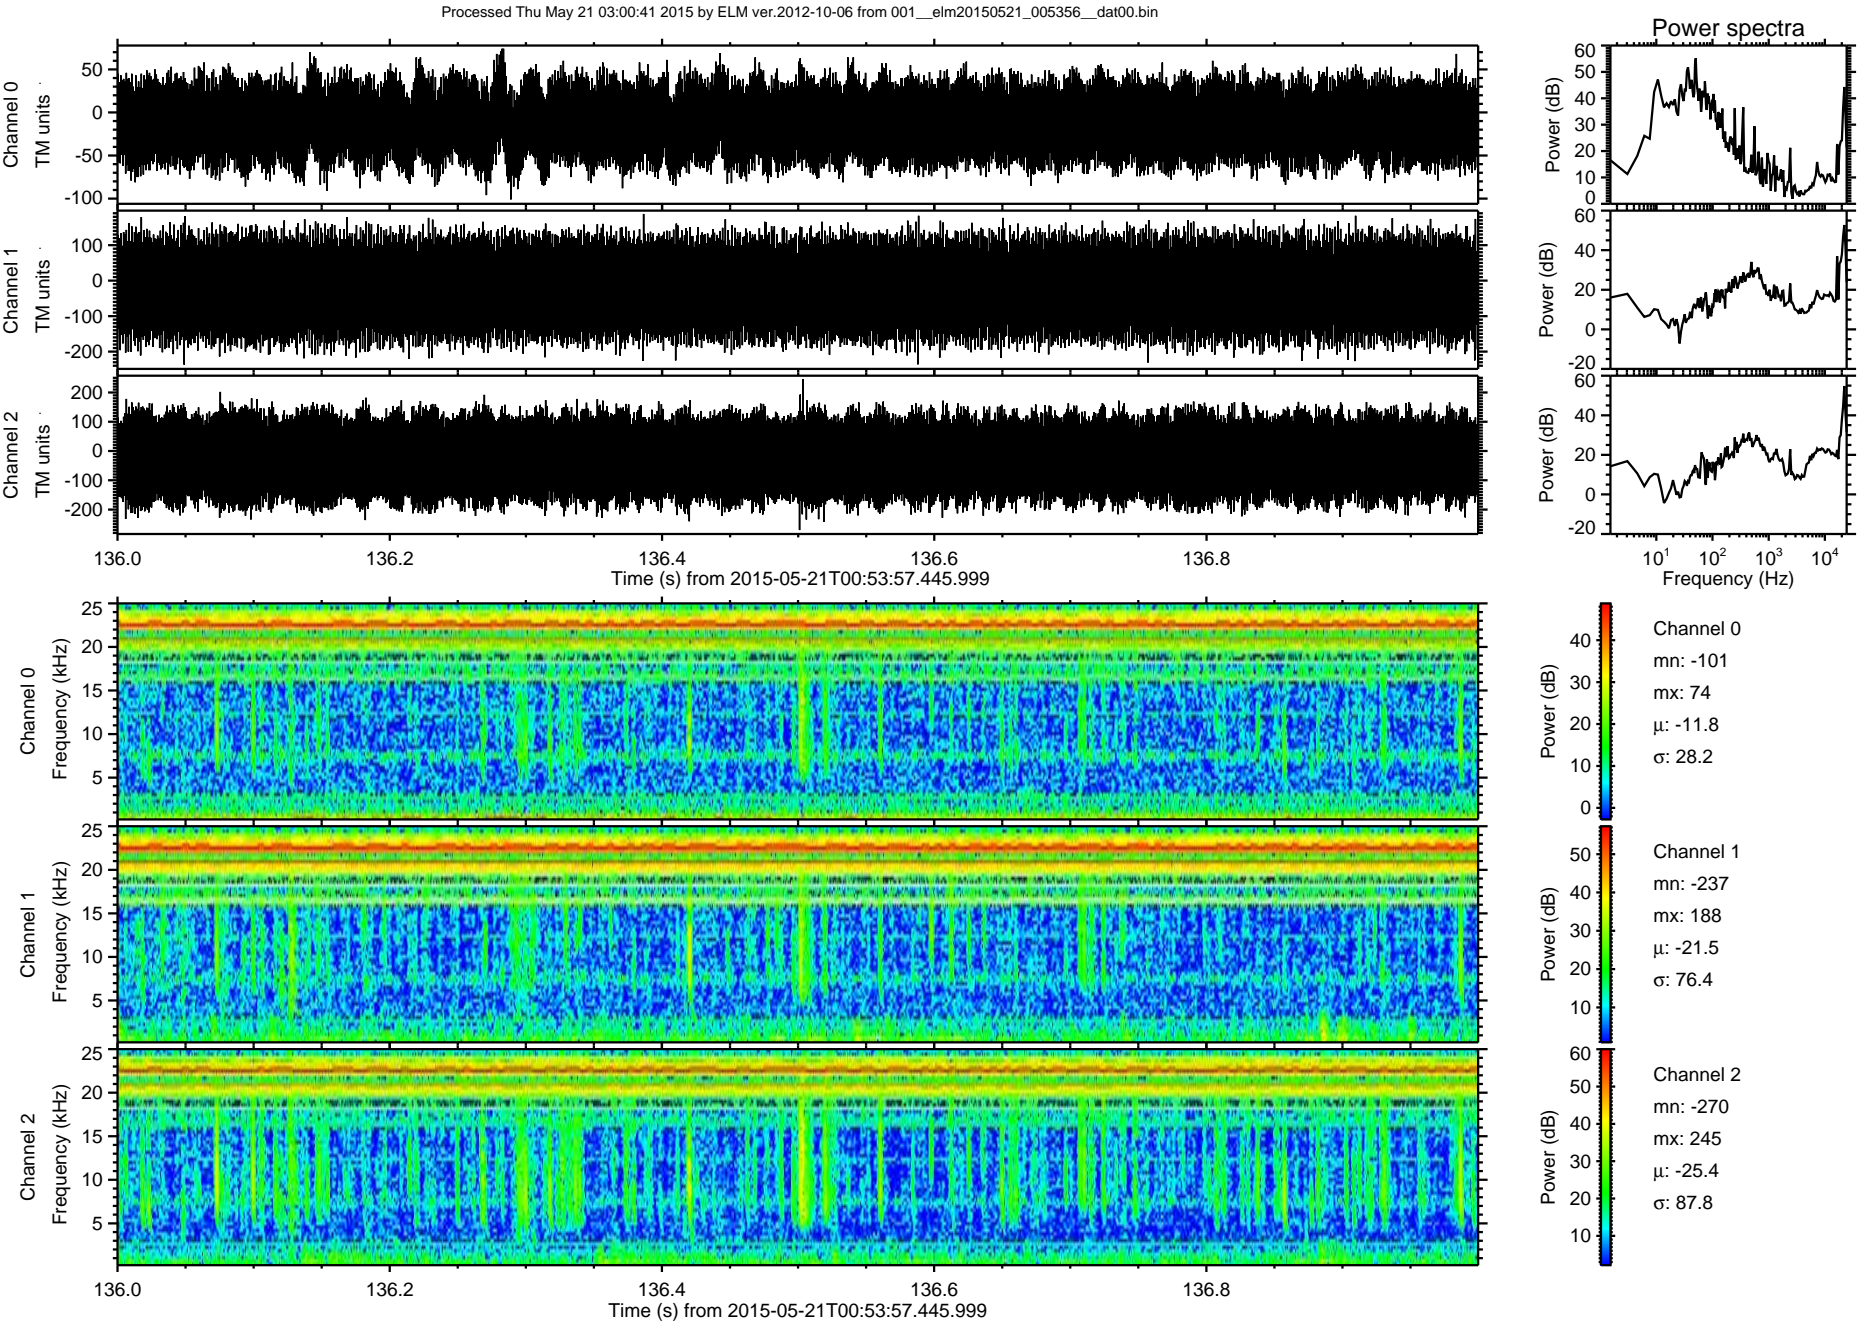 Processed Thu May 21 03:00:41 2015 by ELM ver.2012-10-06 from 001__elm20150521_005356__dat00.bin
Power spectra
Channel 0
TM units
50
0
-50
-100
Power (dB)
60
50
40
30
20
10
0
Channel 1
TM units
100
0
-100
-200
Power (dB)
60
40
20
0
-20
Channel 2
TM units
200
100
0
-100
-200
Power (dB)
60
40
20
0
-20
136.0 136.2 136.4 136.6 136.8
Time (s) from 2015-05-21T00:53:57.445.999
10¹ 10² 10³ 10⁴
Frequency (Hz)
Channel 0
Frequency (kHz)
25
20
15
10
5
Power (dB)
40
30
20
10
0
Channel 0
mn: -101
mx: 74
μ: -11.8
σ: 28.2
Channel 1
Frequency (kHz)
25
20
15
10
5
Power (dB)
50
40
30
20
10
Channel 1
mn: -237
mx: 188
μ: -21.5
σ: 76.4
Channel 2
Frequency (kHz)
25
20
15
10
5
Power (dB)
60
50
40
30
20
10
Channel 2
mn: -270
mx: 245
μ: -25.4
σ: 87.8
136.0 136.2 136.4 136.6 136.8
Time (s) from 2015-05-21T00:53:57.445.999